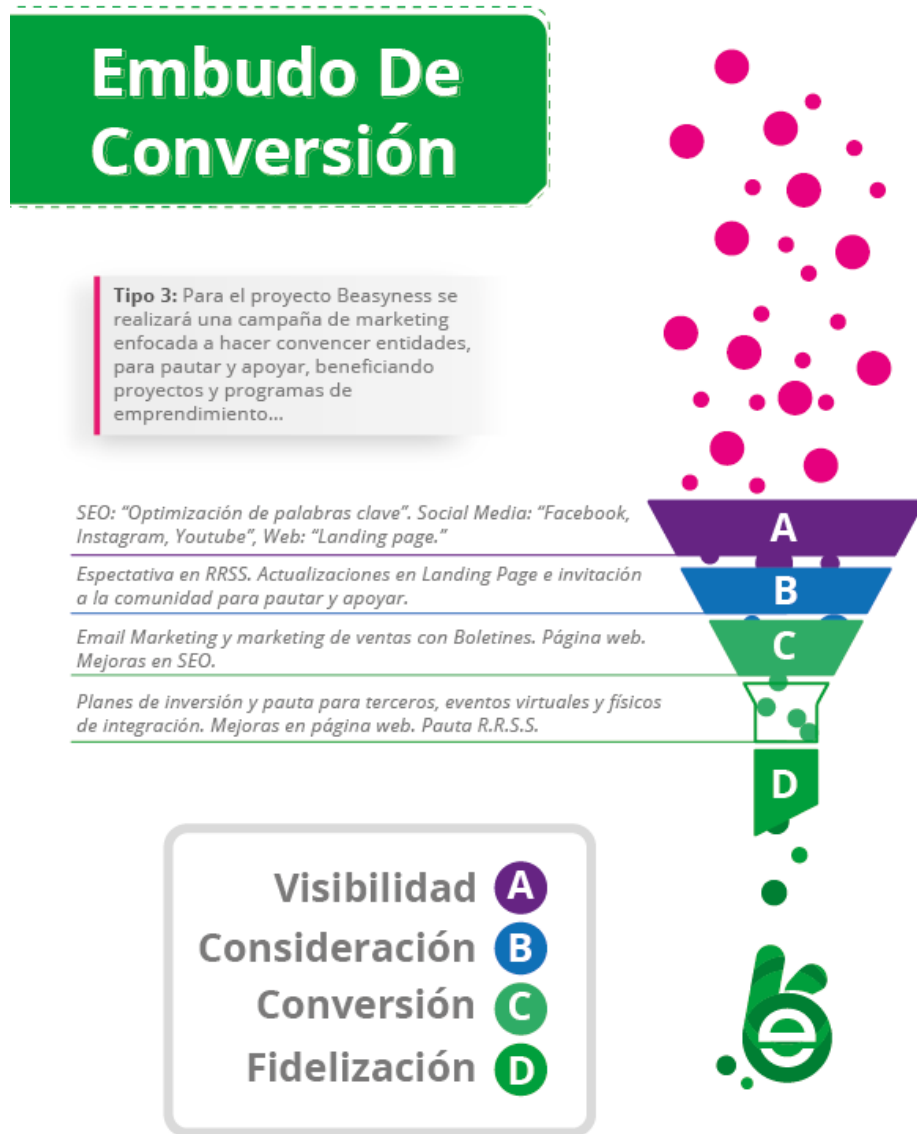 Embudo De
Conversión
Tipo 3: Para el proyecto Beasyness se
realizará una campaña de marketing
enfocada a hacer convencer entidades,
para pautar y apoyar, beneficiando
proyectos y programas de
emprendimiento...
SEO: “Optimización de palabras clave”. Social Media: “Facebook,
Instagram, Youtube”, Web: “Landing page.”
A
Espectativa en RRSS. Actualizaciones en Landing Page e invitación
a la comunidad para pautar y apoyar.
B
Email Marketing y marketing de ventas con Boletines. Página web.
Mejoras en SEO.
C
Planes de inversión y pauta para terceros, eventos virtuales y físicos
de integración. Mejoras en página web. Pauta R.R.S.S.
D
Visibilidad A
Consideración B
Conversión C
Fidelización D
be